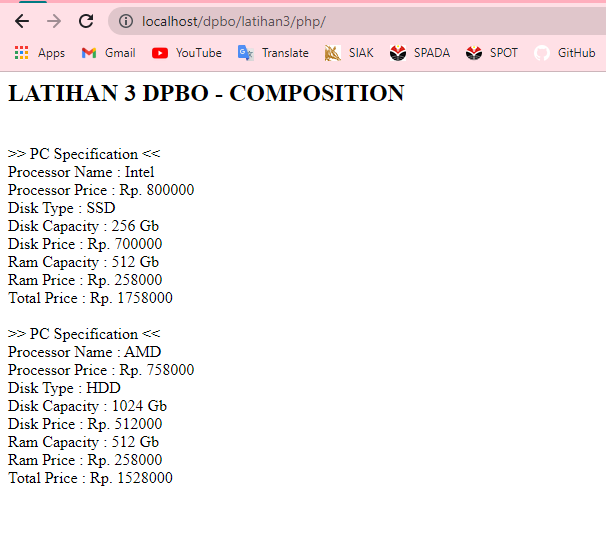 localhost/dpbo/latihan3/php/
Apps Gmail YouTube Translate SIAK SPADA SPOT GitHub
LATIHAN 3 DPBO - COMPOSITION
>> PC Specification <<
Processor Name : Intel
Processor Price : Rp. 800000
Disk Type : SSD
Disk Capacity : 256 Gb
Disk Price : Rp. 700000
Ram Capacity : 512 Gb
Ram Price : Rp. 258000
Total Price : Rp. 1758000
>> PC Specification <<
Processor Name : AMD
Processor Price : Rp. 758000
Disk Type : HDD
Disk Capacity : 1024 Gb
Disk Price : Rp. 512000
Ram Capacity : 512 Gb
Ram Price : Rp. 258000
Total Price : Rp. 1528000